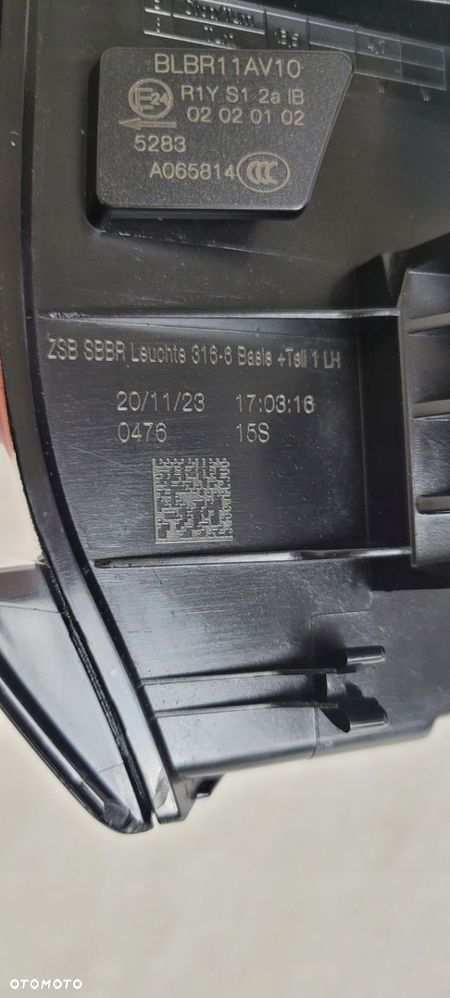 BLBR11AV10
E24 R1Y S1 2a IB
02 02 01 02
5283
A065814 CCC
ZSB SBBR Leuchte 316-6 Basis +Teil 1 LH
20/11/23 17:03:16
0476 15S
OTOMOTO